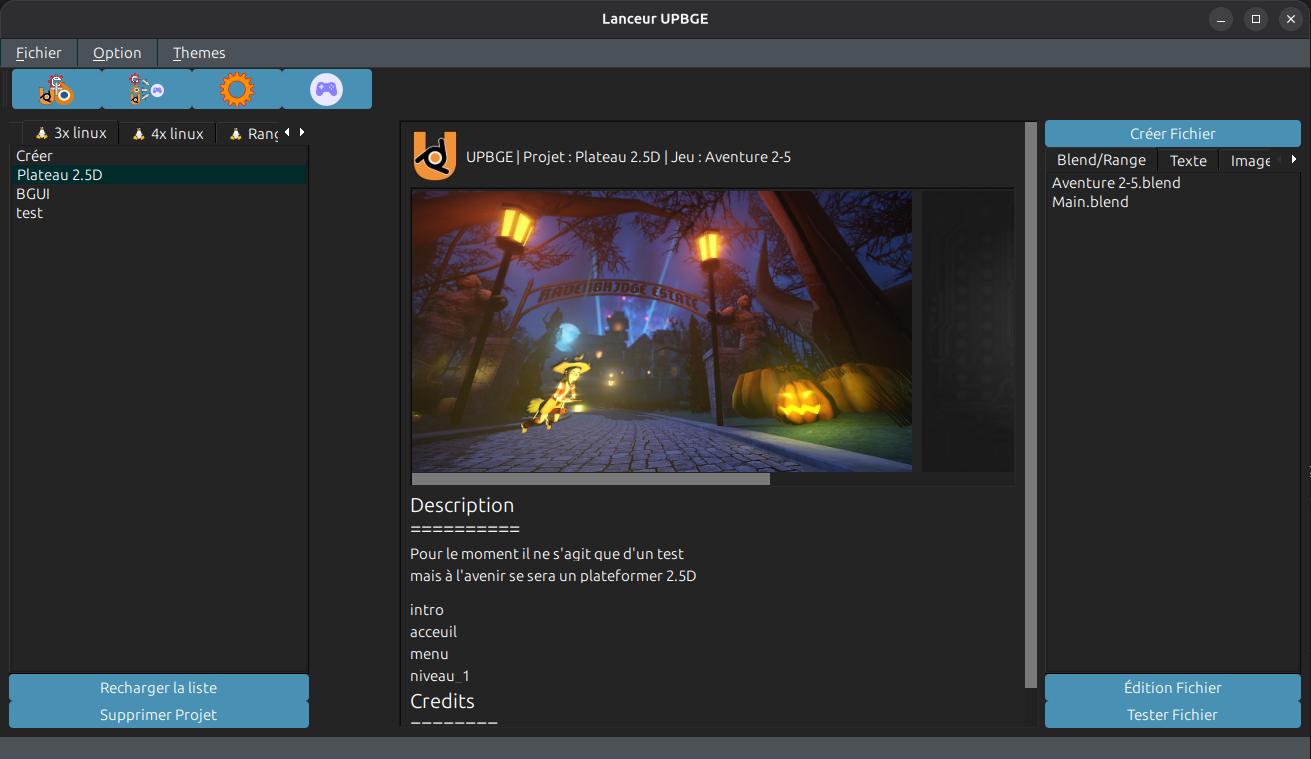 Lanceur UPBGE
Fichier Option Themes
3x linux 4x linux Rang
Créer
Plateau 2.5D
BGUI
test
Recharger la liste
Supprimer Projet
UPBGE | Projet : Plateau 2.5D | Jeu : Aventure 2-5
Description
==========
Pour le moment il ne s'agit que d'un test
mais à l'avenir se sera un plateformer 2.5D
intro
acceuil
menu
niveau_1
Credits
========
Créer Fichier
Blend/Range Texte Image
Aventure 2-5.blend
Main.blend
Édition Fichier
Tester Fichier